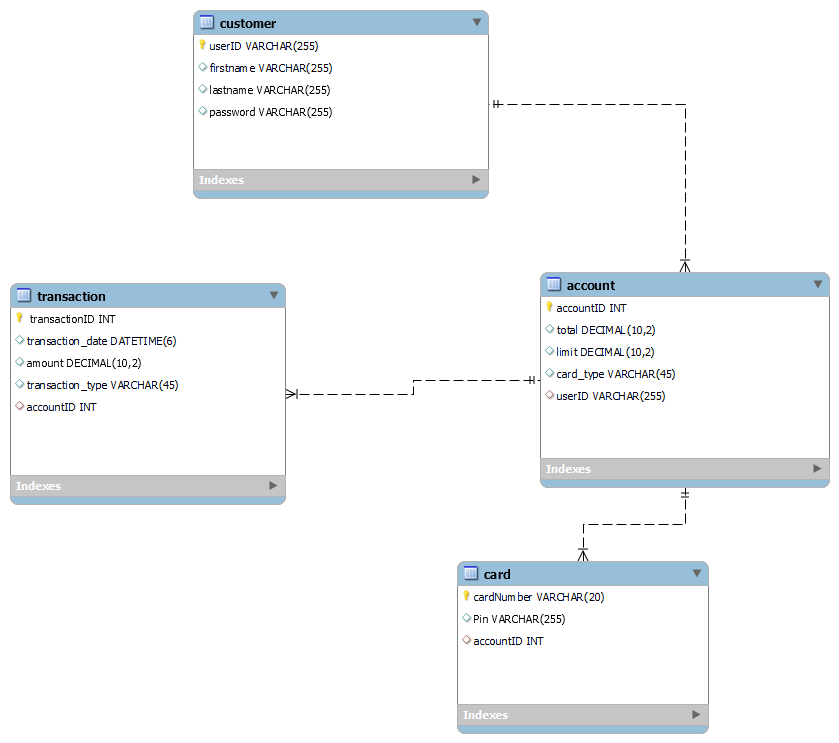 customer
userID VARCHAR(255)
firstname VARCHAR(255)
lastname VARCHAR(255)
password VARCHAR(255)
Indexes
transaction
transactionID INT
transaction_date DATETIME(6)
amount DECIMAL(10,2)
transaction_type VARCHAR(45)
accountID INT
Indexes
account
accountID INT
total DECIMAL(10,2)
limit DECIMAL(10,2)
card_type VARCHAR(45)
userID VARCHAR(255)
Indexes
card
cardNumber VARCHAR(20)
Pin VARCHAR(255)
accountID INT
Indexes